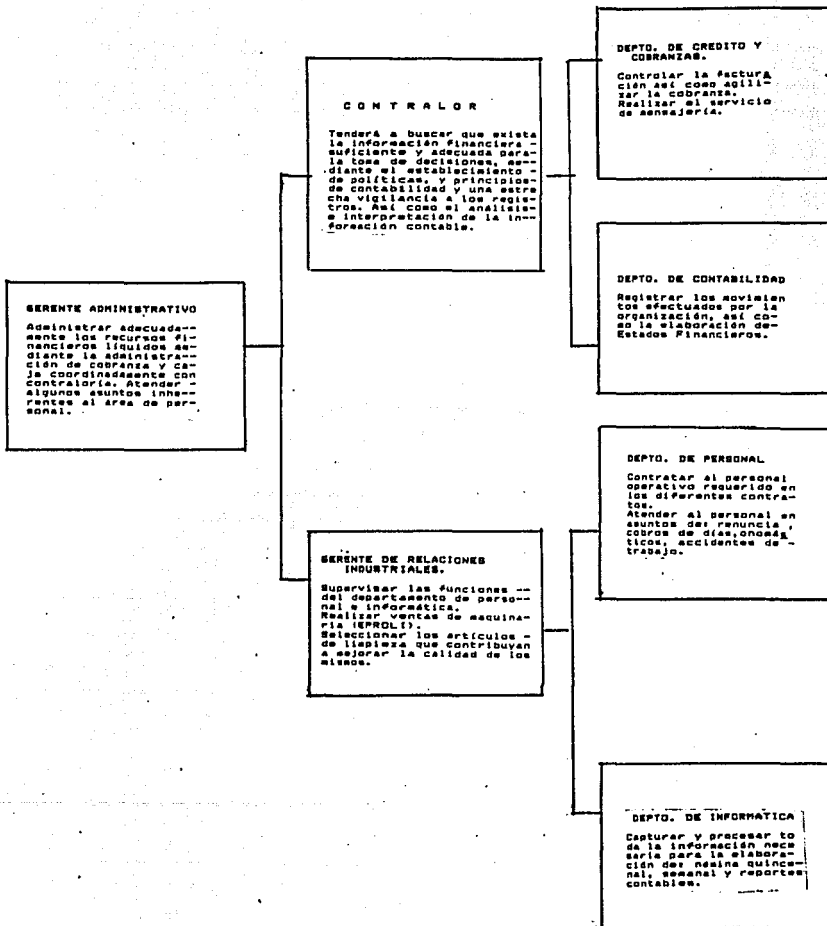 GERENTE ADMINISTRATIVO
Administrar adecuada--
mente los recursos fi-
nancieros líquidos me-
diante la administra--
ción de cobranza y ca-
ja coordinadamente con
contraloría. Atender -
algunos asuntos inhe--
rentes al área de per-
sonal.
C O N T R A L O R
Tenderá a buscar que exista
la información financiera -
suficiente y adecuada para-
la toma de decisiones, me--
diante el establecimiento -
de políticas, y principios-
de contabilidad y una estre
cha vigilancia a los regis-
tros. Así como el análisis-
e interpretación de la in--
formación contable.
DEPTO. DE CREDITO Y
COBRANZAS.
Controlar la factura
ción así como agili-
zar la cobranza.
Realizar el servicio
de mensajería.
DEPTO. DE CONTABILIDAD
Registrar los movimien
tos efectuados por la
organización, así co-
mo la elaboración de-
Estados Financieros.
GERENTE DE RELACIONES
INDUSTRIALES.
Supervisar las funciones --
del departamento de perso--
nal e informática.
Realizar ventas de maquina-
ria (EPROLI).
Seleccionar los artículos -
de limpieza que contribuyan
a mejorar la calidad de los
mismos.
DEPTO. DE PERSONAL
Contratar al personal
operativo requerido en
los diferentes contra-
tos.
Atender al personal en
asuntos de: renuncia ,
cobros de días,onomás
ticos, accidentes de -
trabajo.
DEPTO. DE INFORMATICA
Capturar y procesar to
da la información nece
saria para la elabora-
ción de: nómina quince-
nal, semanal y reportes
contables.